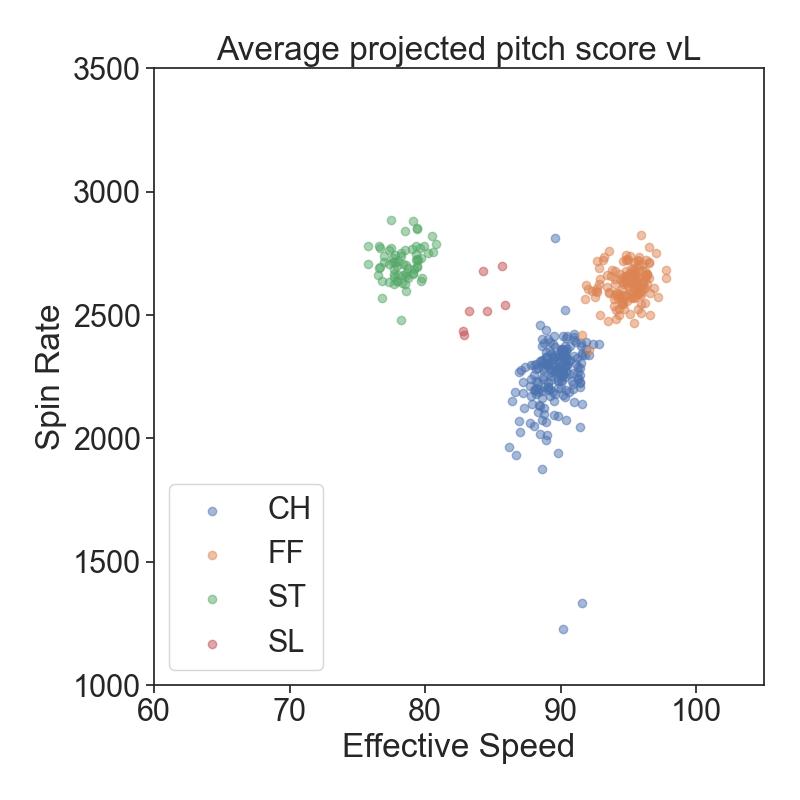 Average projected pitch score vL
3500
3000
2500
2000
1500
1000
Spin Rate
CH
FF
ST
SL
60 70 80 90 100
Effective Speed